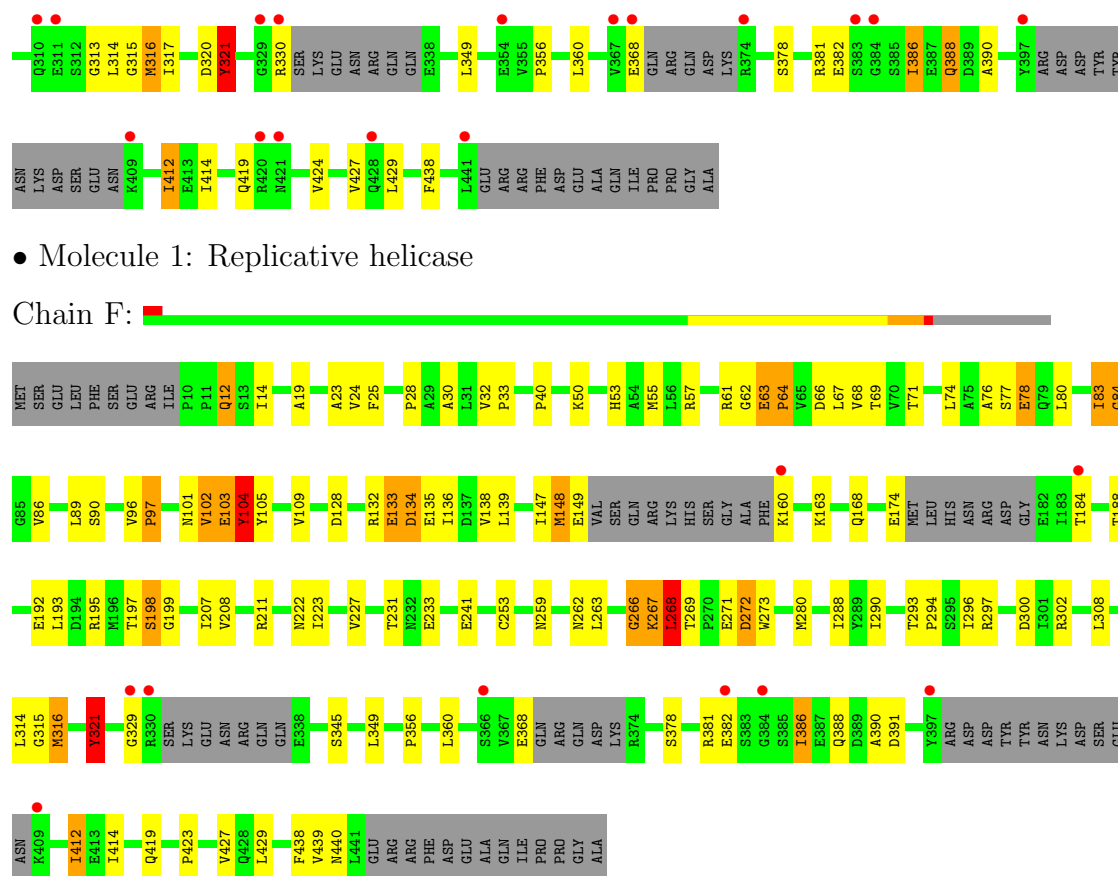 Q310 E311 S312 G313 L314 G315 M316 I317 D320 Y321 G329 R330 SER LYS GLU ASN ARG GLN GLN E338 L349 E354 V355 P356 L360 V367 E368 GLN ARG GLN ASP LYS R374 S378 R381 E382 S383 G384 S385 I386 E387 Q388 D389 A390 Y397 ARG ASP ASP TYR TYR
ASN LYS ASP SER GLU ASN K409 I412 E413 I414 Q419 R420 N421 V424 V427 Q428 L429 F438 L441 GLU ARG ARG PHE ASP GLU ALA GLN ILE PRO PRO GLY ALA
• Molecule 1: Replicative helicase
Chain F:
MET SER GLU LEU PHE SER GLU ARG ILE P10 P11 Q12 S13 I14 A19 A23 V24 F25 P28 A29 A30 L31 V32 P33 P40 K50 H53 A54 M55 L56 R57 R61 G62 E63 P64 V65 D66 L67 V68 T69 V70 T71 L74 A75 A76 S77 E78 Q79 L80 I83 G84
G85 V86 L89 S90 V96 P97 N101 V102 E103 Y104 Y105 V109 D128 R132 E133 D134 E135 I136 D137 V138 L139 I147 M148 E149 VAL SER GLN ARG LYS HIS SER GLY ALA PHE K160 K163 Q168 E174 MET LEU HIS ASN ARG ASP GLY E182 I183 T184 T188
E192 L193 D194 R195 M196 T197 S198 G199 I207 V208 R211 N222 I223 V227 T231 N232 E233 E241 C253 N259 N262 L263 G266 K267 L268 T269 P270 E271 D272 W273 M280 I288 Y289 I290 T293 P294 S295 I296 R297 D300 I301 R302 L308
L314 G315 M316 Y321 G329 R330 SER LYS GLU ASN ARG GLN GLN E338 S345 L349 P356 L360 S366 V367 E368 GLN ARG GLN ASP LYS R374 S378 R381 E382 S383 G384 S385 I386 E387 Q388 D389 A390 D391 Y397 ARG ASP ASP TYR TYR ASN LYS ASP SER GLU
ASN K409 I412 E413 I414 Q419 P423 V427 Q428 L429 F438 V439 N440 L441 GLU ARG ARG PHE ASP GLU ALA GLN ILE PRO PRO GLY ALA